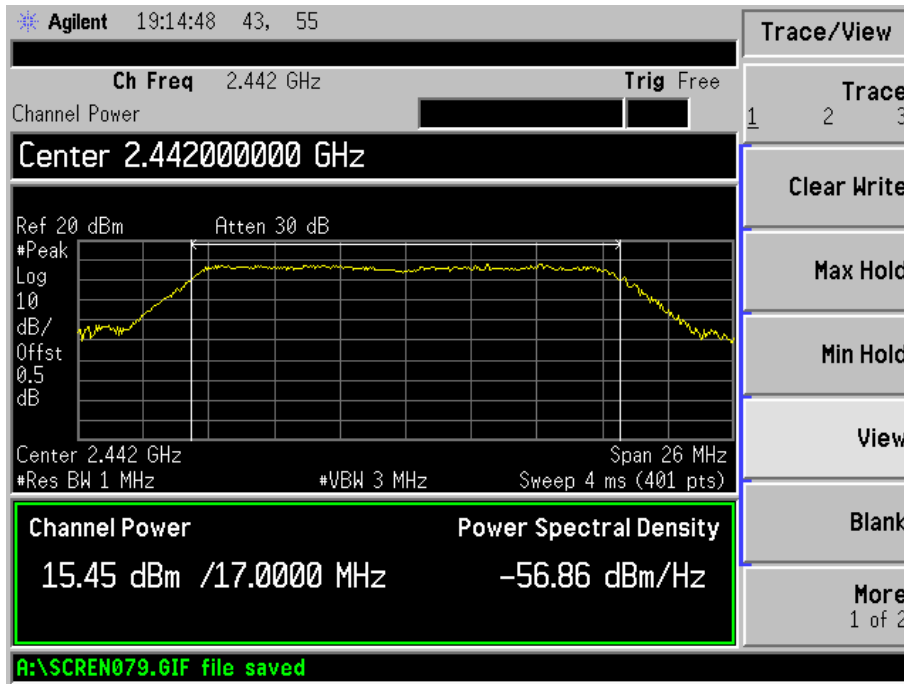 Agilent 19:14:48 43, 55
Trace/View
Ch Freq 2.442 GHz Trig Free
Channel Power
Center 2.442000000 GHz
Ref 20 dBm Atten 30 dB
#Peak
Log
10
dB/
Offst
0.5
dB
Center 2.442 GHz Span 26 MHz
#Res BW 1 MHz #VBW 3 MHz Sweep 4 ms (401 pts)
Channel Power Power Spectral Density
15.45 dBm /17.0000 MHz -56.86 dBm/Hz
A:\SCREN079.GIF file saved
Trace
1 2 3
Clear Write
Max Hold
Min Hold
View
Blank
More
1 of 2